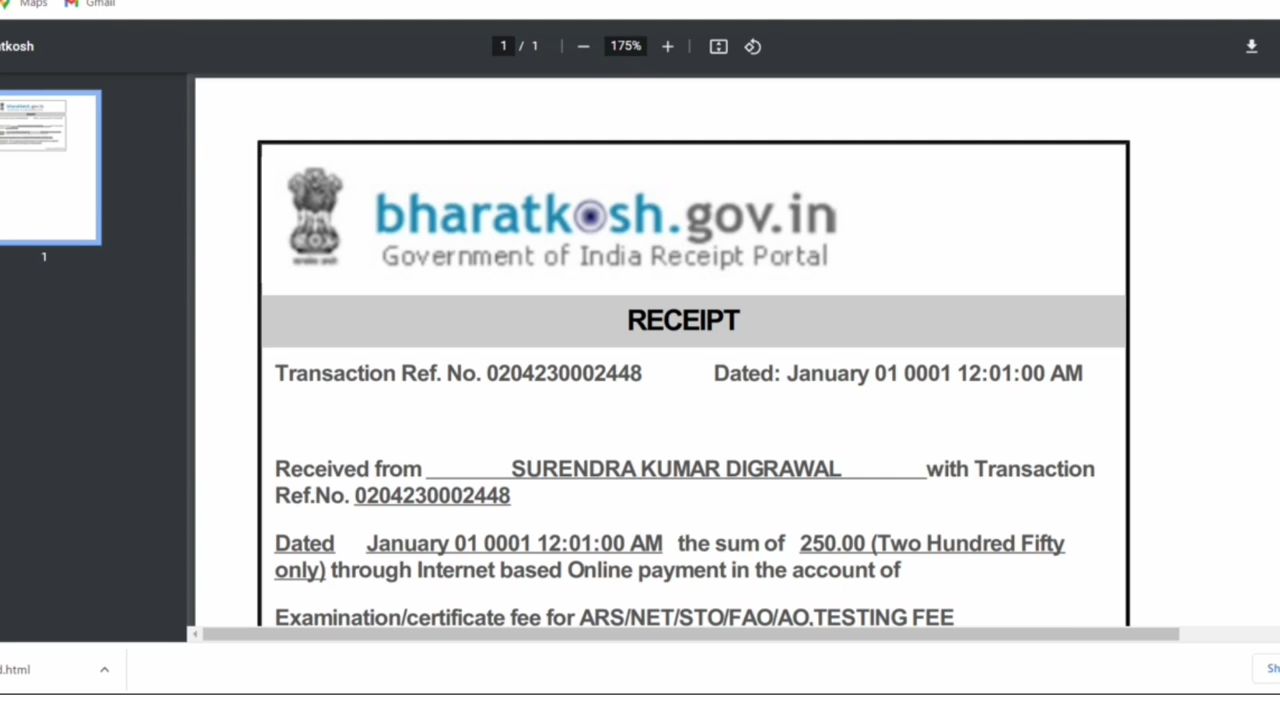 Maps Gmail
tkosh 1 / 1 — 175% +
bharatkosh.gov.in
Government of India Receipt Portal
1
RECEIPT
Transaction Ref. No. 0204230002448 Dated: January 01 0001 12:01:00 AM
Received from SURENDRA KUMAR DIGRAWAL with Transaction
Ref.No. 0204230002448
Dated January 01 0001 12:01:00 AM the sum of 250.00 (Two Hundred Fifty
only) through Internet based Online payment in the account of
Examination/certificate fee for ARS/NET/STO/FAO/AO,TESTING FEE
d.html Sh